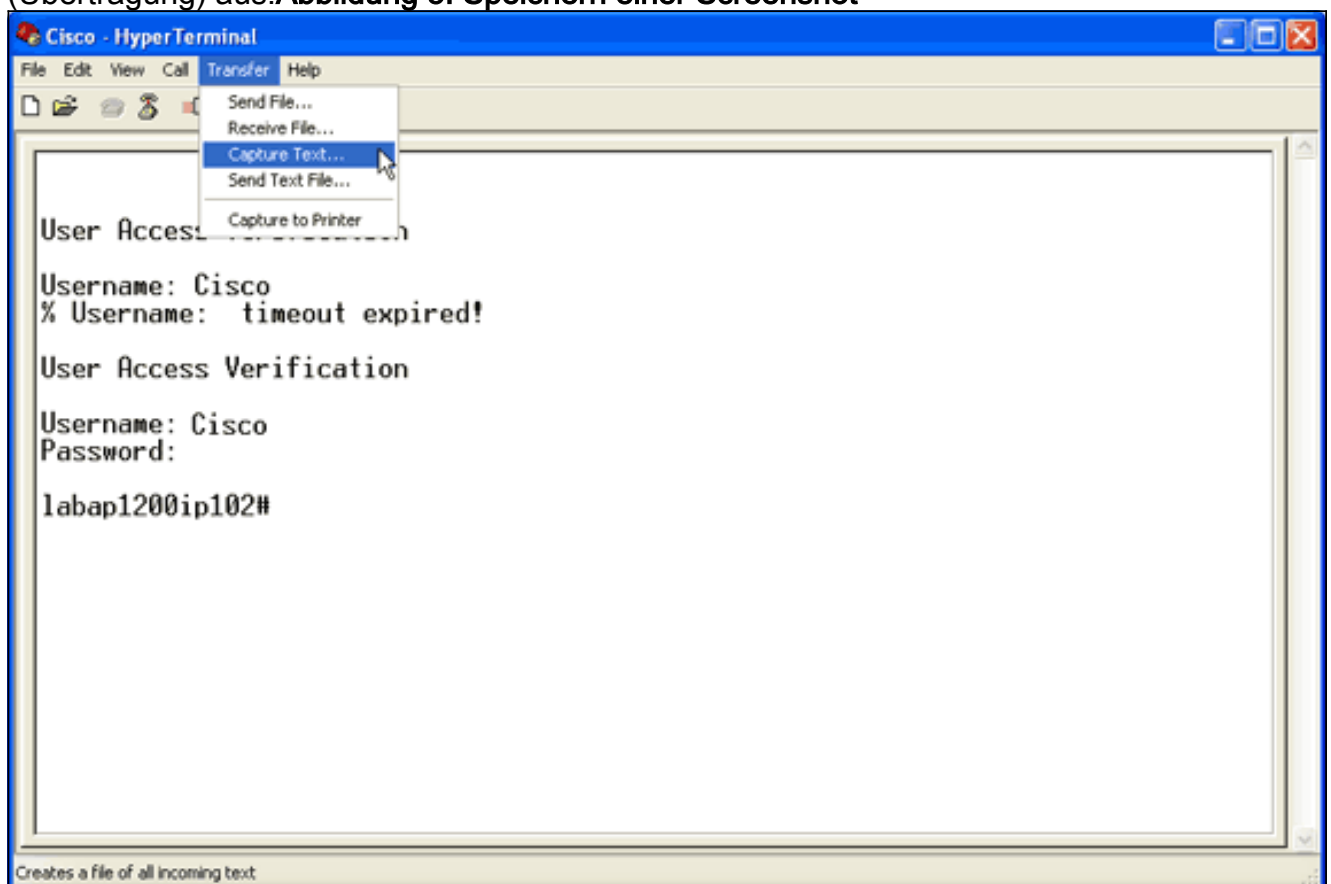 (Übertragung) aus.Abbildung 3. Speichern einer Screenshot
Cisco - HyperTerminal
File Edit View Call Transfer Help
Send File...
Receive File...
Capture Text...
Send Text File...
Capture to Printer
User Access
Username: Cisco
% Username: timeout expired!
User Access Verification
Username: Cisco
Password:
labap1200ip102#
Creates a file of all incoming text